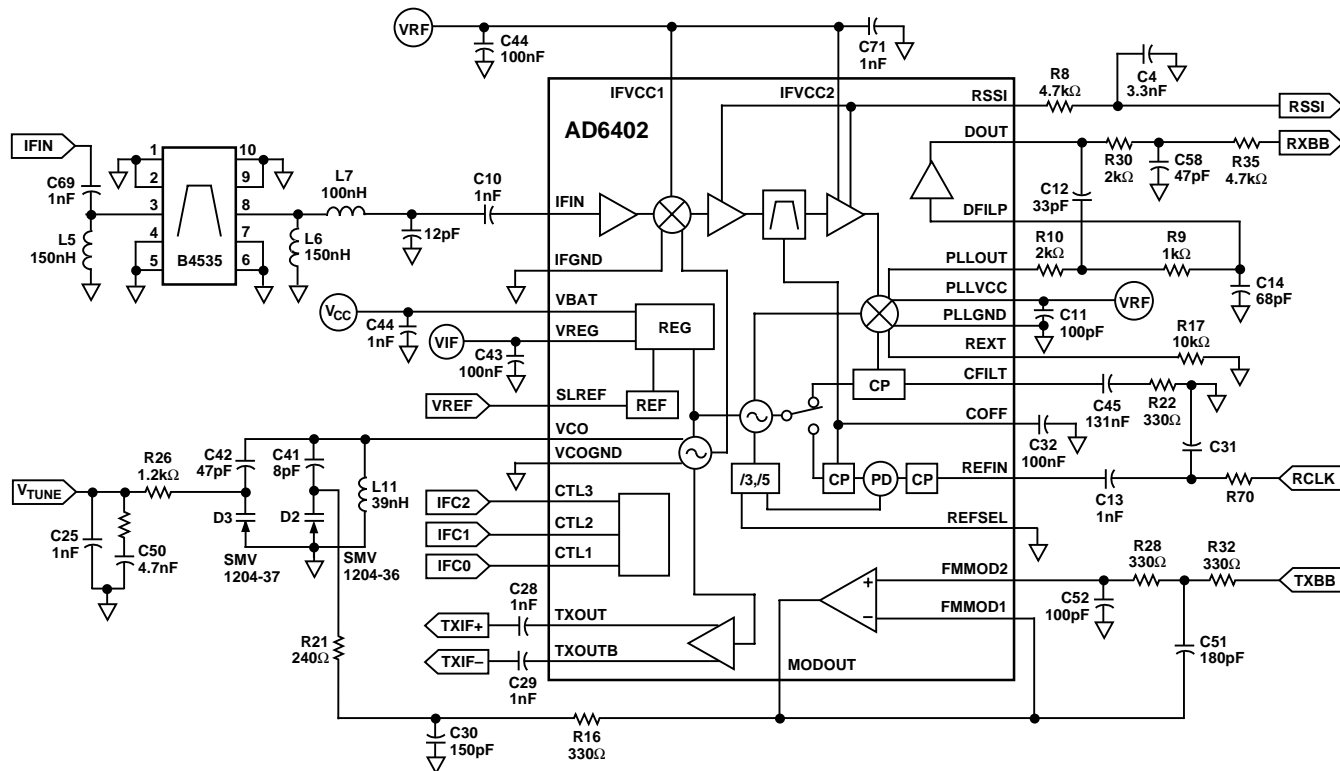 VRF
C44
100nF
C71
1nF
IFVCC1
IFVCC2
RSSI
R8
4.7kΩ
C4
3.3nF
RSSI
AD6402
DOUT
R30
2kΩ
C58
47pF
R35
4.7kΩ
RXBB
IFIN
C69
1nF
1
2
3
4
5
10
9
8
7
6
B4535
L5
150nH
L6
150nH
L7
100nH
12pF
C10
1nF
IFIN
IFGND
C12
33pF
DFILP
R10
2kΩ
R9
1kΩ
C14
68pF
PLLOUT
PLLVCC
PLLGND
C11
100pF
VRF
REXT
R17
10kΩ
VCC
C44
1nF
VBAT
VREG
REG
VIF
C43
100nF
VREF
SLREF
REF
CP
CFILT
C45
131nF
R22
330Ω
COFF
C32
100nF
C31
VCO
VCOGND
/3,/5
CP
PD
CP
REFIN
C13
1nF
R70
RCLK
REFSEL
VTUNE
R26
1.2kΩ
C42
47pF
C41
8pF
L11
39nH
C25
1nF
C50
4.7nF
D3
D2
SMV
1204-37
SMV
1204-36
IFC2
IFC1
IFC0
CTL3
CTL2
CTL1
FMMOD2
FMMOD1
+
–
MODOUT
C52
100pF
R28
330Ω
R32
330Ω
TXBB
C51
180pF
C28
1nF
TXIF+
TXOUT
TXIF–
TXOUTB
C29
1nF
R21
240Ω
C30
150pF
R16
330Ω